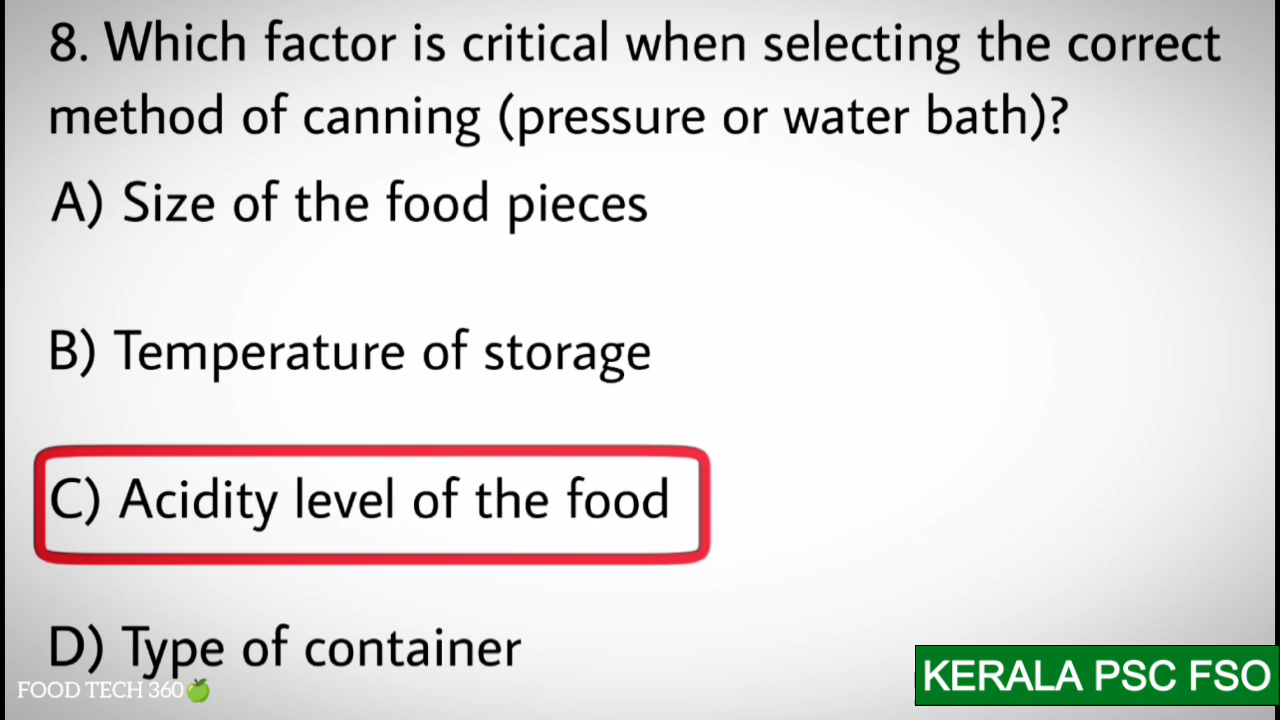 8. Which factor is critical when selecting the correct
method of canning (pressure or water bath)?
A) Size of the food pieces
B) Temperature of storage
C) Acidity level of the food
D) Type of container
FOOD TECH 360🍏
KERALA PSC FSO